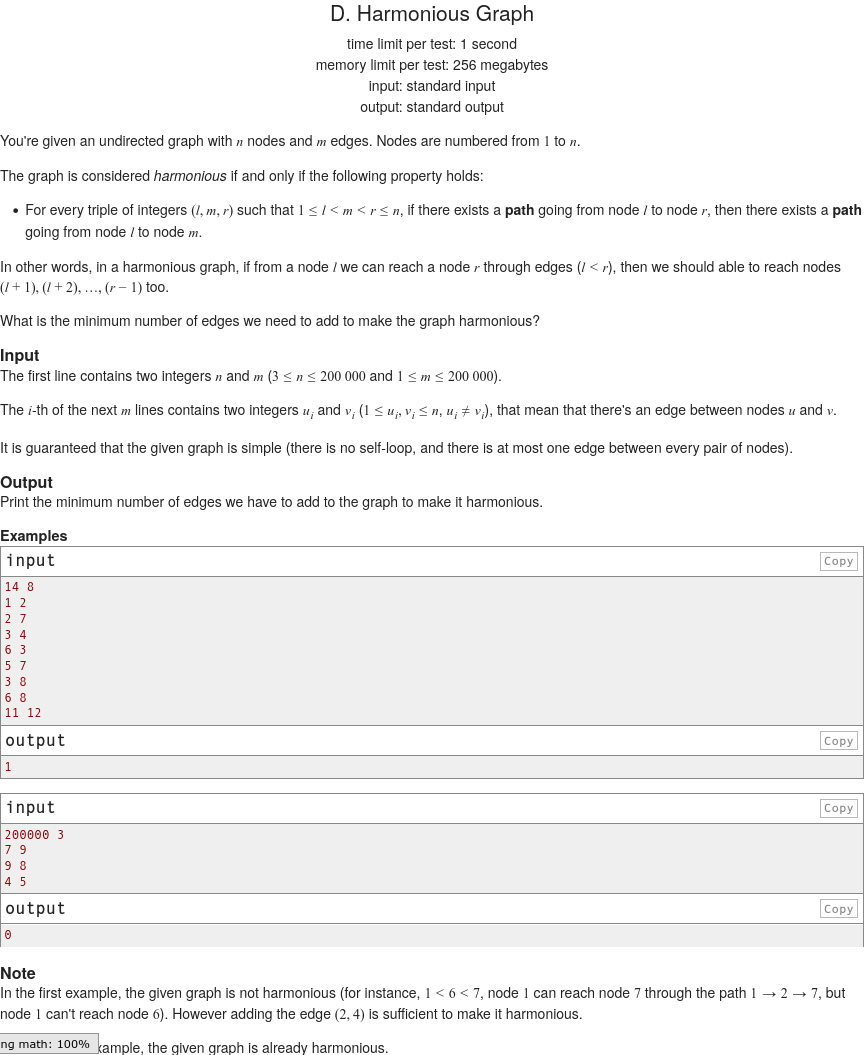 D. Harmonious Graph
time limit per test: 1 second
memory limit per test: 256 megabytes
input: standard input
output: standard output
You're given an undirected graph with n nodes and m edges. Nodes are numbered from 1 to n.
The graph is considered harmonious if and only if the following property holds:
• For every triple of integers (l, m, r) such that 1 ≤ l < m < r ≤ n, if there exists a path going from node l to node r, then there exists a path
going from node l to node m.
In other words, in a harmonious graph, if from a node l we can reach a node r through edges (l < r), then we should able to reach nodes
(l + 1), (l + 2), …, (r − 1) too.
What is the minimum number of edges we need to add to make the graph harmonious?
Input
The first line contains two integers n and m (3 ≤ n ≤ 200 000 and 1 ≤ m ≤ 200 000).
The i-th of the next m lines contains two integers u_i and v_i (1 ≤ u_i, v_i ≤ n, u_i ≠ v_i), that mean that there's an edge between nodes u and v.
It is guaranteed that the given graph is simple (there is no self-loop, and there is at most one edge between every pair of nodes).
Output
Print the minimum number of edges we have to add to the graph to make it harmonious.
Examples
input Copy
14 8
1 2
2 7
3 4
6 3
5 7
3 8
6 8
11 12
output Copy
1
input Copy
200000 3
7 9
9 8
4 5
output Copy
0
Note
In the first example, the given graph is not harmonious (for instance, 1 < 6 < 7, node 1 can reach node 7 through the path 1 → 2 → 7, but
node 1 can't reach node 6). However adding the edge (2, 4) is sufficient to make it harmonious.
ng math: 100% xample, the given graph is already harmonious.